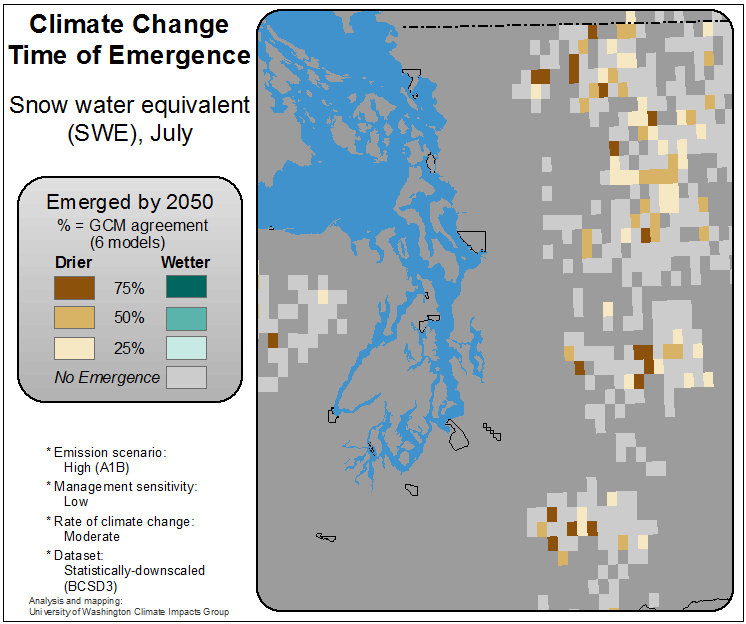 Climate Change
Time of Emergence
Snow water equivalent
(SWE), July
Emerged by 2050
% = GCM agreement
(6 models)
Drier Wetter
75%
50%
25%
No Emergence
* Emission scenario:
High (A1B)
* Management sensitivity:
Low
* Rate of climate change:
Moderate
* Dataset:
Statistically-downscaled
(BCSD3)
Analysis and mapping:
University of Washington Climate Impacts Group